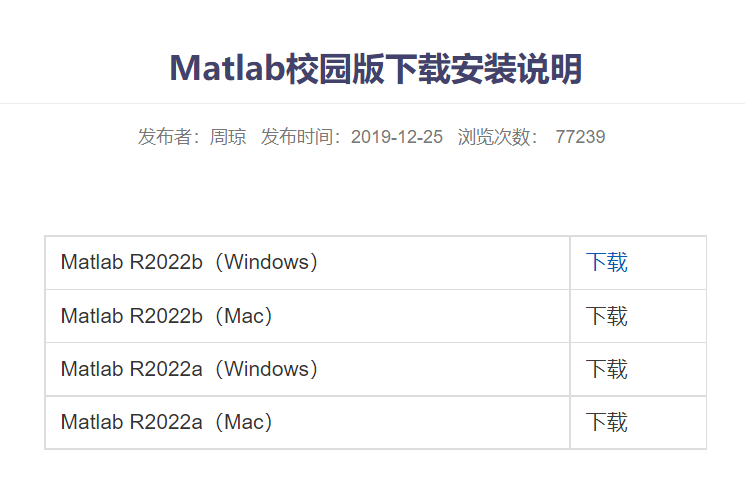 Matlab校园版下载安装说明
发布者：周琼 发布时间：2019-12-25 浏览次数： 77239
Matlab R2022b（Windows） 下载
Matlab R2022b（Mac） 下载
Matlab R2022a（Windows） 下载
Matlab R2022a（Mac） 下载